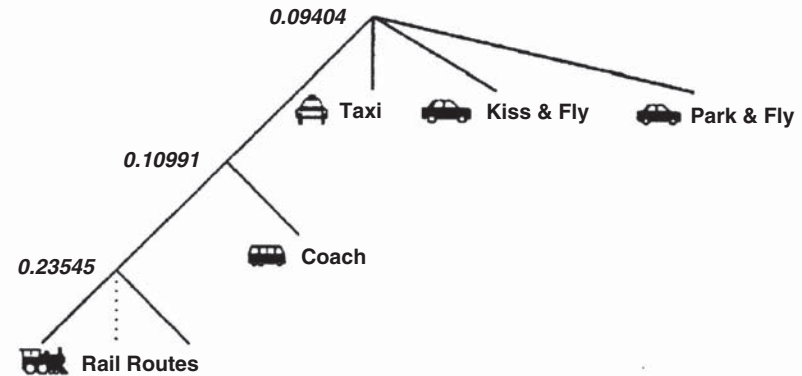 0.09404
Taxi
Kiss & Fly
Park & Fly
0.10991
Coach
0.23545
Rail Routes